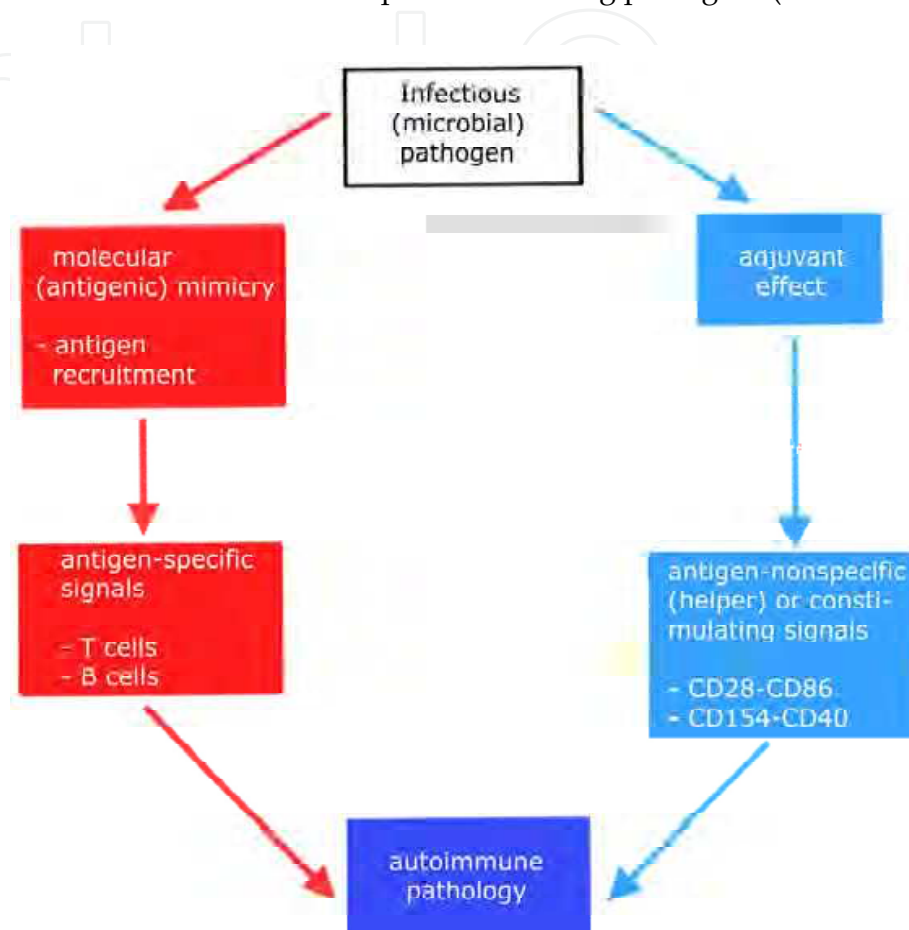 Infectious
(microbial)
pathogen
molecular
(antigenic) mimicry
- antigen
recruitment
adjuvant
effect
antigen-specific
signals
- T cells
- B cells
antigen-nonspecific
(helper) or consti-
mulating signals
- CD28-CD86
- CD154-CD40
autoimmune
pathology